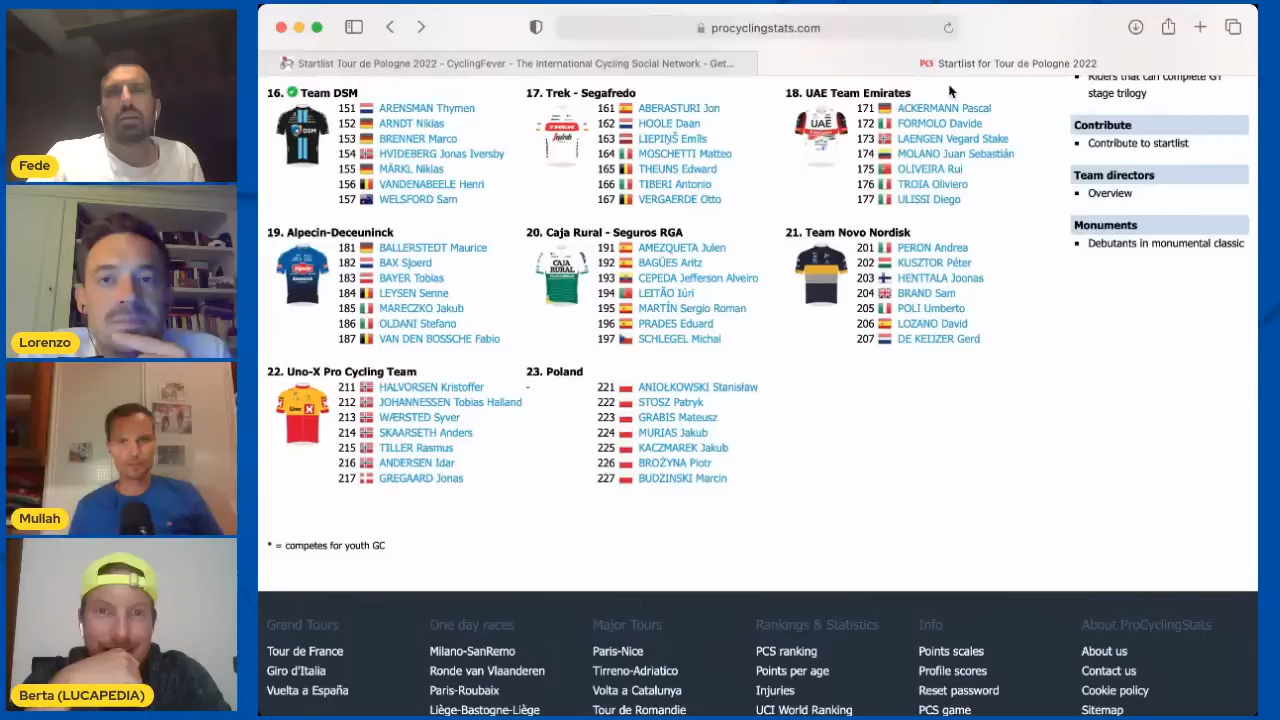 Fede
Lorenzo
Mullah
Berta (LUCAPEDIA)
procyclingstats.com
Startlist Tour de Pologne 2022 - CyclingFever - The International Cycling Social Network - Get...
PCS Startlist for Tour de Pologne 2022
16. Team DSM
DSM
151 ARENSMAN Thymen
152 ARNDT Niklas
153 BRENNER Marco
154 HVIDEBERG Jonas Iversby
155 MÄRKL Niklas
156 VANDENABEELE Henri
157 WELSFORD Sam
17. Trek - Segafredo
TREK
161 ABERASTURI Jon
162 HOOLE Daan
163 LIEPIŅŠ Emīls
164 MOSCHETTI Matteo
165 THEUNS Edward
166 TIBERI Antonio
167 VERGAERDE Otto
18. UAE Team Emirates
UAE
171 ACKERMANN Pascal
172 FORMOLO Davide
173 LAENGEN Vegard Stake
174 MOLANO Juan Sebastián
175 OLIVEIRA Rui
176 TROIA Oliviero
177 ULISSI Diego
19. Alpecin-Deceuninck
181 BALLERSTEDT Maurice
182 BAX Sjoerd
183 BAYER Tobias
184 LEYSEN Senne
185 MARECZKO Jakub
186 OLDANI Stefano
187 VAN DEN BOSSCHE Fabio
20. Caja Rural - Seguros RGA
CAJA
RURAL
191 AMEZQUETA Julen
192 BAGÜES Aritz
193 CEPEDA Jefferson Alveiro
194 LEITÃO Iúri
195 MARTÍN Sergio Roman
196 PRADES Eduard
197 SCHLEGEL Michal
21. Team Novo Nordisk
201 PERON Andrea
202 KUSZTOR Péter
203 HENTTALA Joonas
204 BRAND Sam
205 POLI Umberto
206 LOZANO David
207 DE KEIJZER Gerd
22. Uno-X Pro Cycling Team
211 HALVORSEN Kristoffer
212 JOHANNESSEN Tobias Halland
213 WÆRSTED Syver
214 SKAARSETH Anders
215 TILLER Rasmus
216 ANDERSEN Idar
217 GREGAARD Jonas
23. Poland
-
221 ANIOŁKOWSKI Stanisław
222 STOSZ Patryk
223 GRABIS Mateusz
224 MURIAS Jakub
225 KACZMAREK Jakub
226 BROŻYNA Piotr
227 BUDZINSKI Marcin
Riders that can complete GT
stage trilogy
Contribute
Contribute to startlist
Team directors
Overview
Monuments
Debutants in monumental classic
* = competes for youth GC
Grand Tours
Tour de France
Giro d'Italia
Vuelta a España
One day races
Milano-SanRemo
Ronde van Vlaanderen
Paris-Roubaix
Liège-Bastogne-Liège
Major Tours
Paris-Nice
Tirreno-Adriatico
Volta a Catalunya
Tour de Romandie
Rankings & Statistics
PCS ranking
Points per age
Injuries
UCI World Ranking
Info
Points scales
Profile scores
Reset password
PCS game
About ProCyclingStats
About us
Contact us
Cookie policy
Sitemap